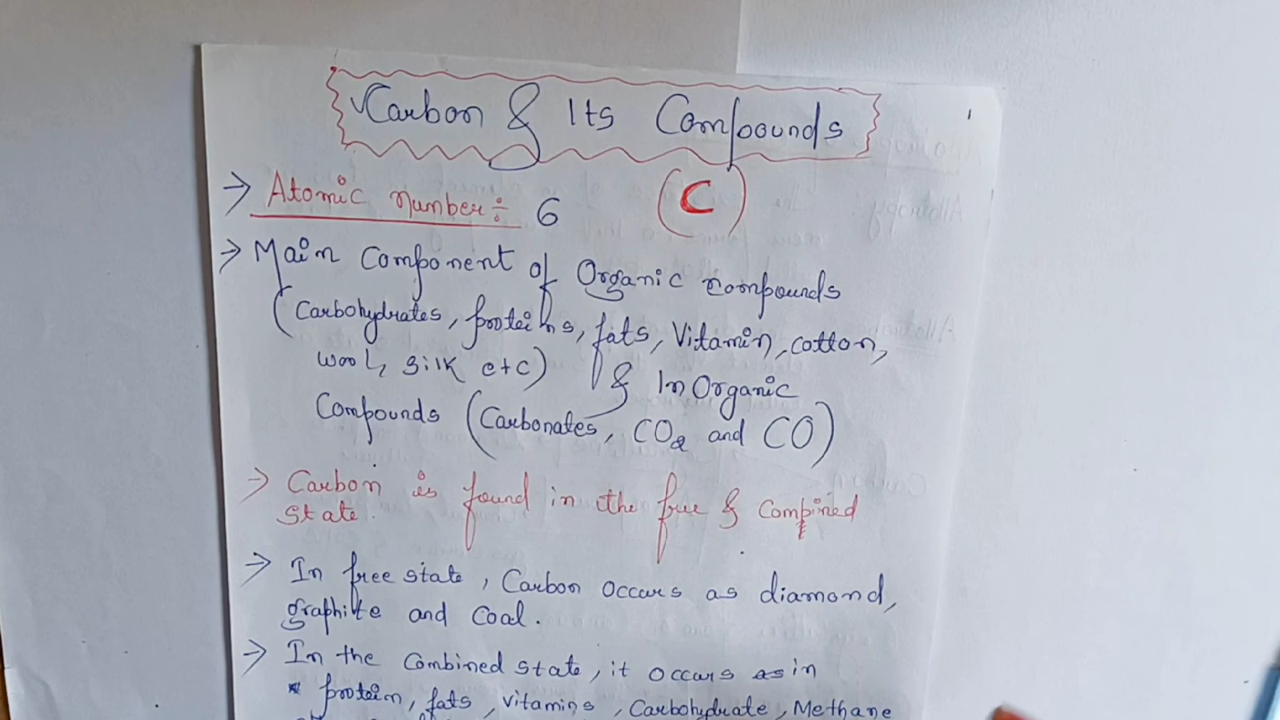 Carbon & Its Compounds
1
→ Atomic number ÷ 6 (C)
→ Main Component of Organic Compounds
(Carbohydrates, proteins, fats, Vitamin, cotton,
wool, silk etc) & InOrganic
Compounds (Carbonates, CO2 and CO)
→ Carbon is found in the free & Compined
State.
→ In free state, Carbon occurs as diamond,
graphite and Coal.
→ In the Combined state, it occurs as in
* protein, fats, vitamins, Carbohydrate, Methane